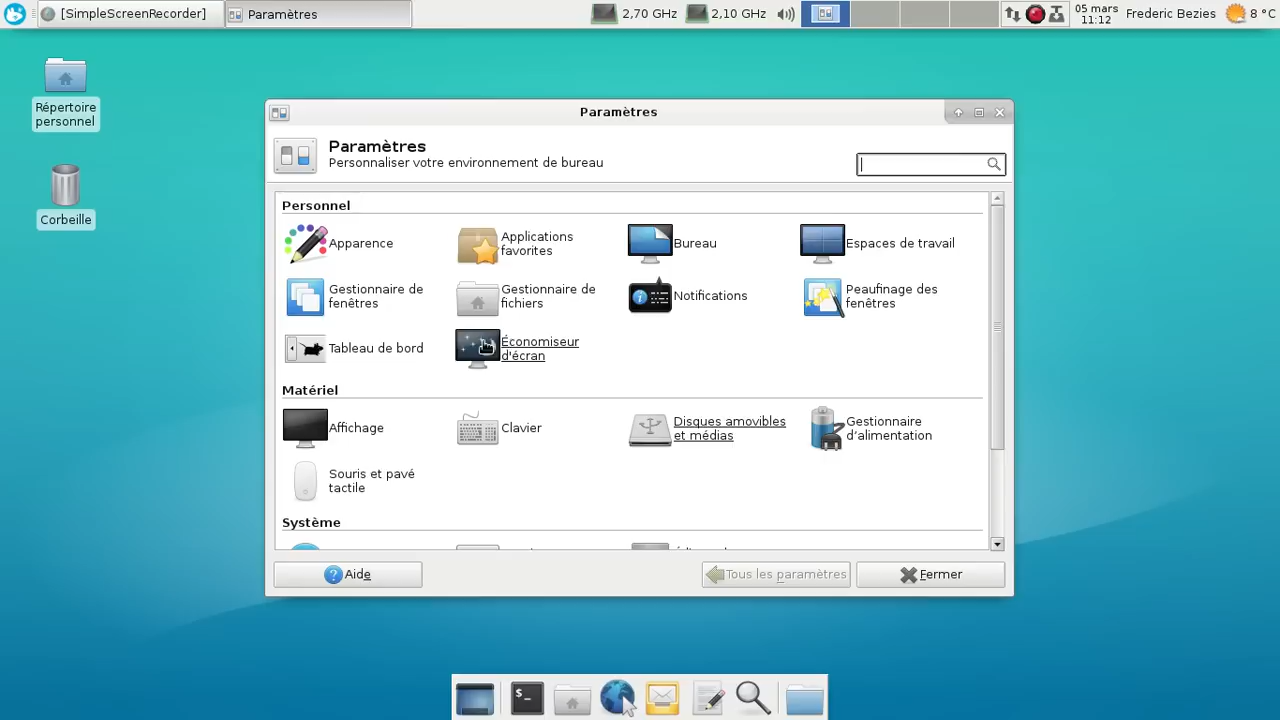 [SimpleScreenRecorder]
Paramètres
2,70 GHz
2,10 GHz
05 mars
11:12
Frederic Bezies
8 °C
Répertoire
personnel
Corbeille
Paramètres
Paramètres
Personnaliser votre environnement de bureau
Personnel
Apparence
Applications
favorites
Bureau
Espaces de travail
Gestionnaire de
fenêtres
Gestionnaire de
fichiers
Notifications
Peaufinage des
fenêtres
Tableau de bord
Économiseur
d'écran
Matériel
Affichage
Clavier
Disques amovibles
et médias
Gestionnaire
d'alimentation
Souris et pavé
tactile
Système
Aide
Tous les paramètres
Fermer